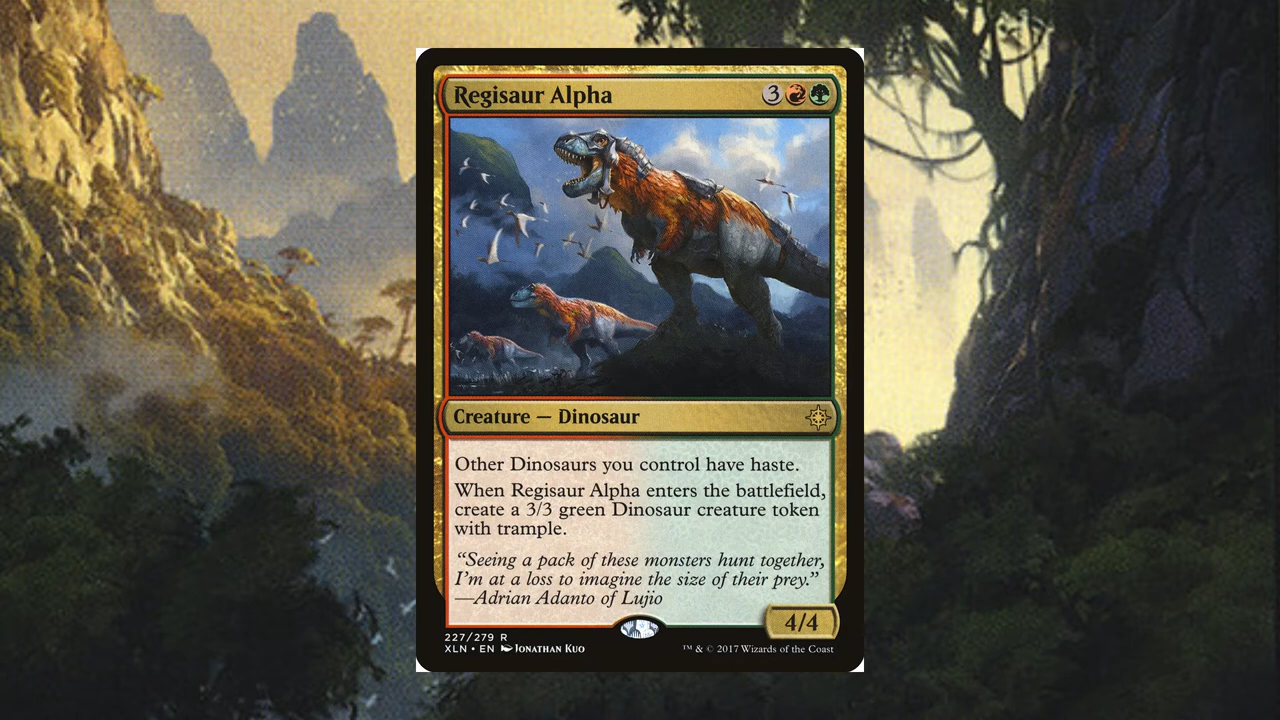 Regisaur Alpha 3
Creature — Dinosaur
Other Dinosaurs you control have haste.
When Regisaur Alpha enters the battlefield,
create a 3/3 green Dinosaur creature token
with trample.
“Seeing a pack of these monsters hunt together,
I’m at a loss to imagine the size of their prey.”
—Adrian Adanto of Lujio
4/4
227/279 R
XLN • EN Jonathan Kuo
™ & © 2017 Wizards of the Coast